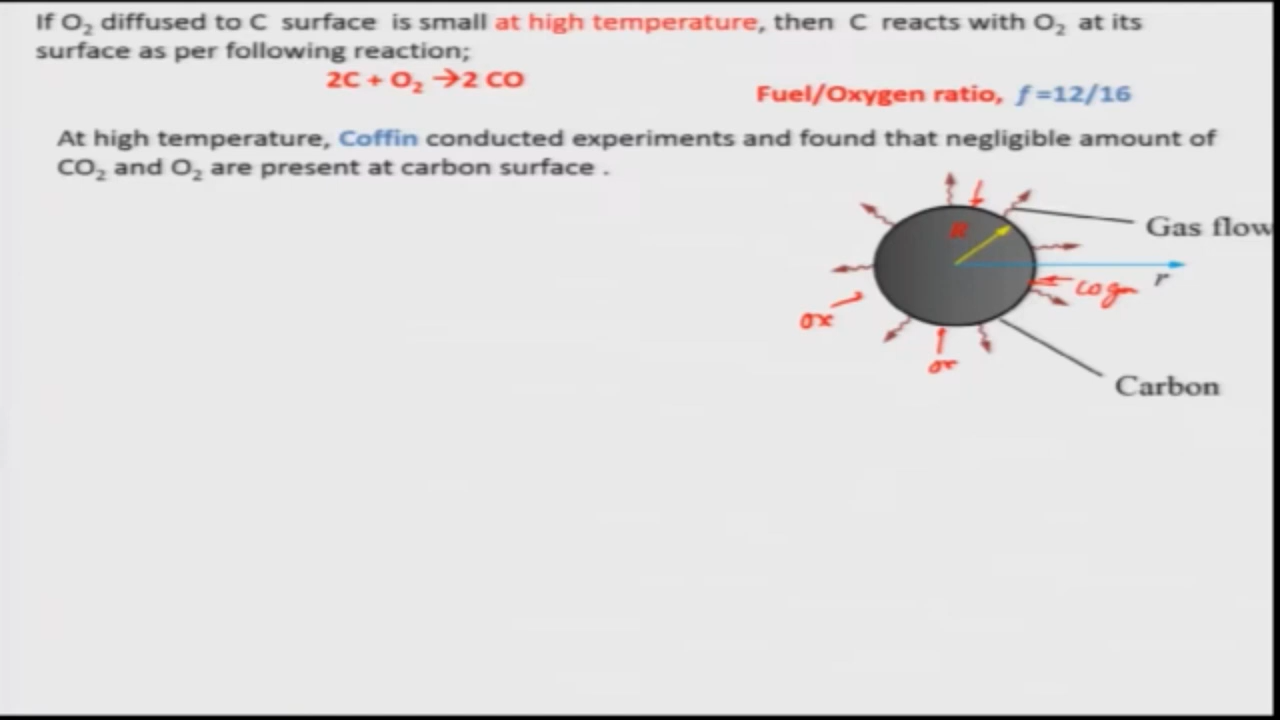 If O₂ diffused to C surface is small at high temperature, then C reacts with O₂ at its
surface as per following reaction;
2C + O₂ →2 CO
Fuel/Oxygen ratio, f =12/16
At high temperature, Coffin conducted experiments and found that negligible amount of
CO₂ and O₂ are present at carbon surface .
Gas flow
R
r
ox
ox
Carbon